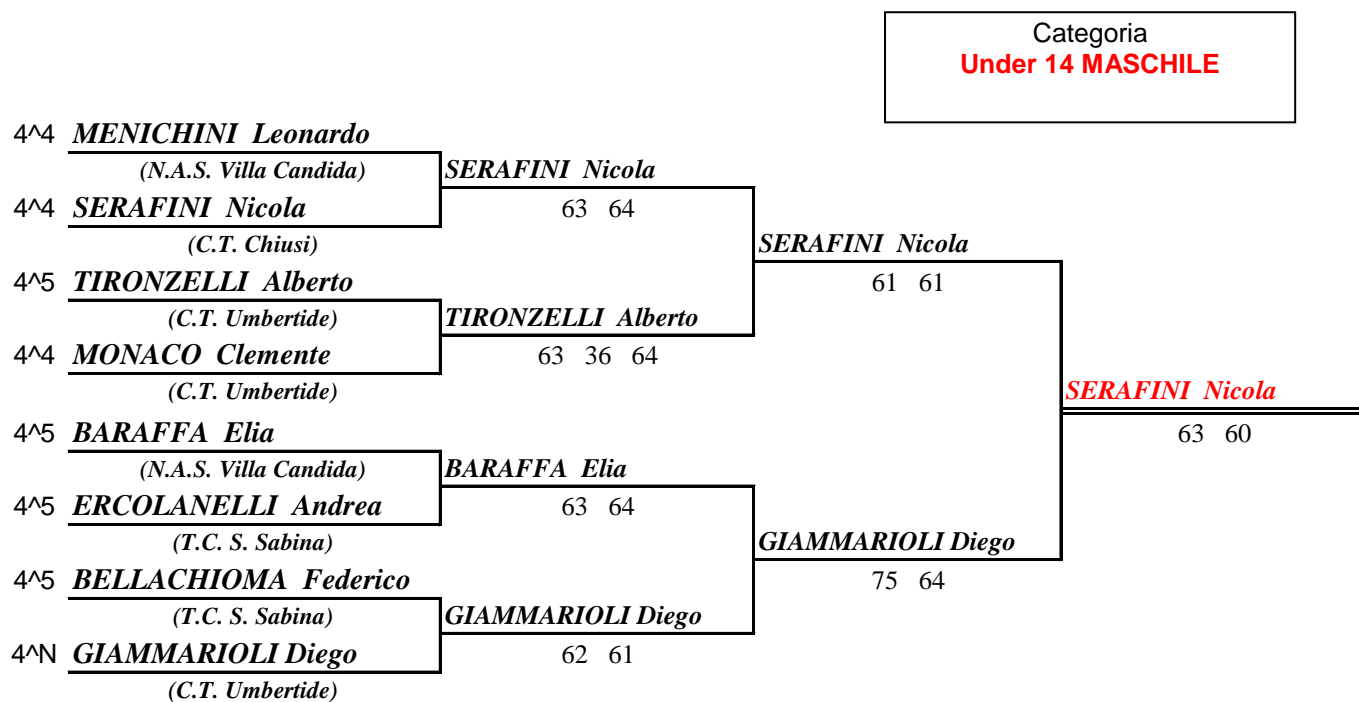 Categoria
Under 14 MASCHILE
4^4 MENICHINI Leonardo
(N.A.S. Villa Candida)
SERAFINI Nicola
4^4 SERAFINI Nicola
63 64
(C.T. Chiusi)
SERAFINI Nicola
4^5 TIRONZELLI Alberto
61 61
(C.T. Umbertide)
TIRONZELLI Alberto
4^4 MONACO Clemente
63 36 64
(C.T. Umbertide)
SERAFINI Nicola
4^5 BARAFFA Elia
63 60
(N.A.S. Villa Candida)
BARAFFA Elia
4^5 ERCOLANELLI Andrea
63 64
(T.C. S. Sabina)
GIAMMARIOLI Diego
4^5 BELLACHIOMA Federico
75 64
(T.C. S. Sabina)
GIAMMARIOLI Diego
4^N GIAMMARIOLI Diego
62 61
(C.T. Umbertide)